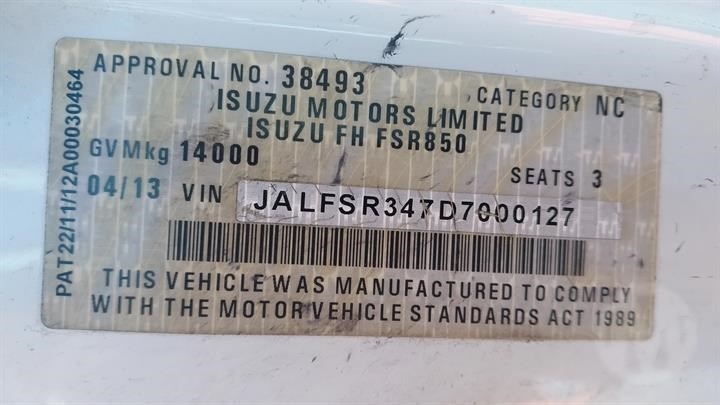 PAT22/11/12A00030464
APPROVAL NO. 38493 CATEGORY NC
ISUZU MOTORS LIMITED
ISUZU FH FSR850
GVMkg 14000 SEATS 3
04/13 VIN JALFSR347D7000127
THIS VEHICLE WAS MANUFACTURED TO COMPLY
WITH THE MOTOR VEHICLE STANDARDS ACT 1989